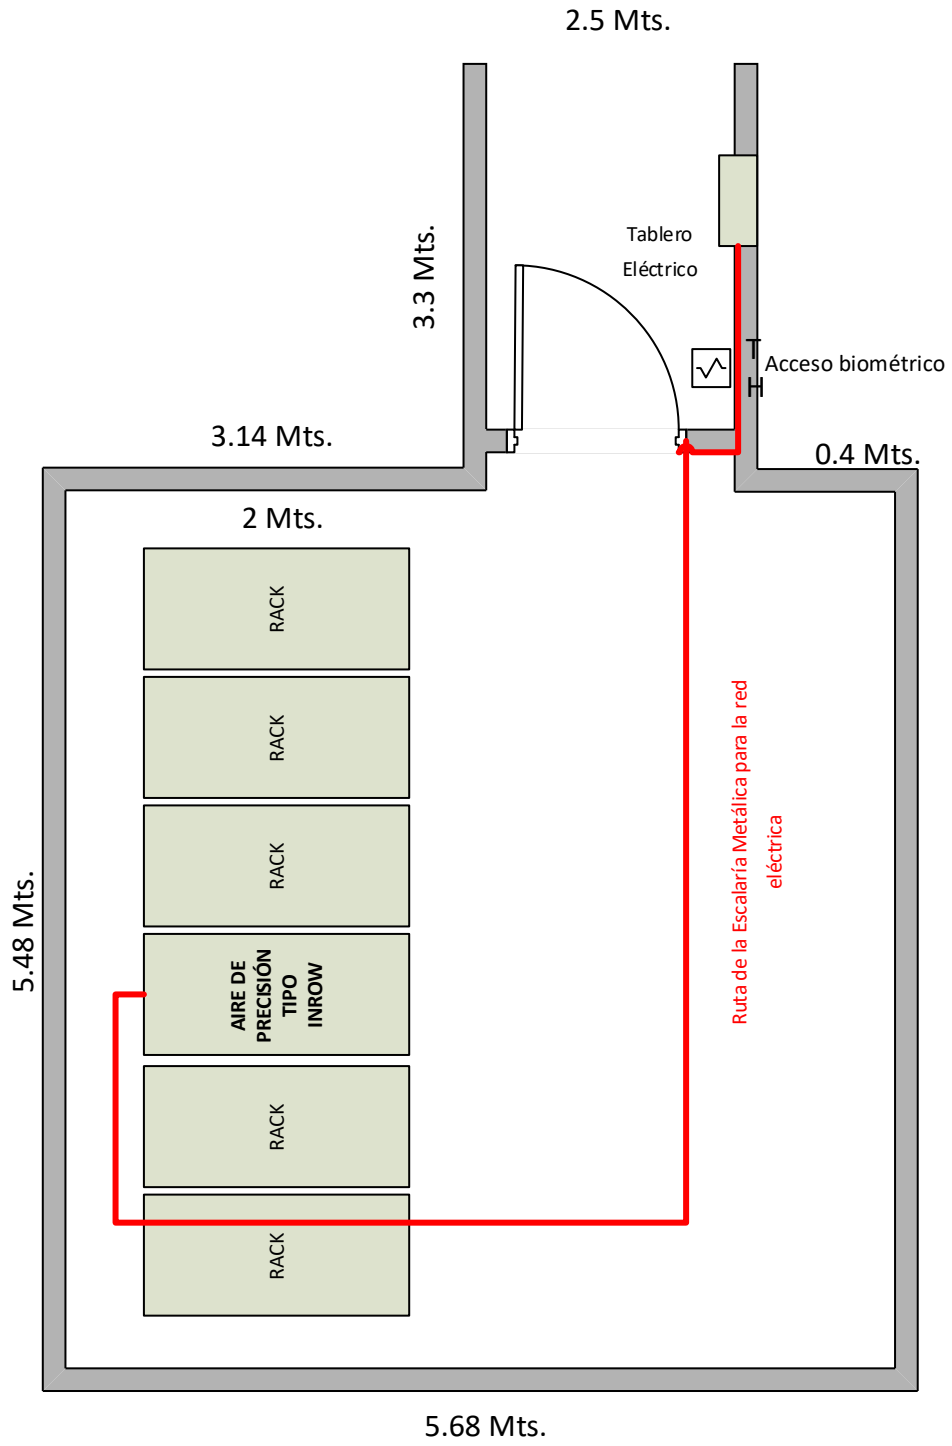 2.5 Mts.
Tablero
Eléctrico
3.3 Mts.
T
H
Acceso biométrico
3.14 Mts.
0.4 Mts.
2 Mts.
RACK
RACK
RACK
AIRE DE
PRECISIÓN
TIPO
INROW
RACK
RACK
Ruta de la Escalaría Metálica para la red
eléctrica
5.48 Mts.
5.68 Mts.